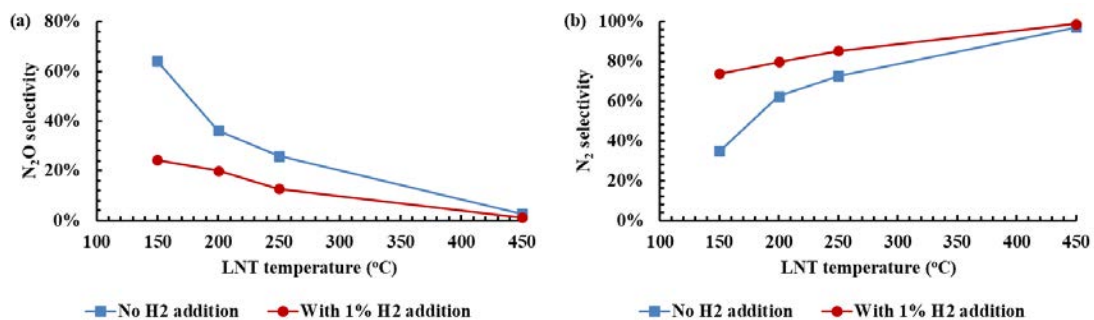 (a)
80%
60%
40%
20%
0%
N₂O selectivity
100 150 200 250 300 350 400 450
LNT temperature (°C)
No H2 addition With 1% H2 addition
(b)
100%
80%
60%
40%
20%
0%
N₂ selectivity
100 150 200 250 300 350 400 450
LNT temperature (°C)
No H2 addition With 1% H2 addition